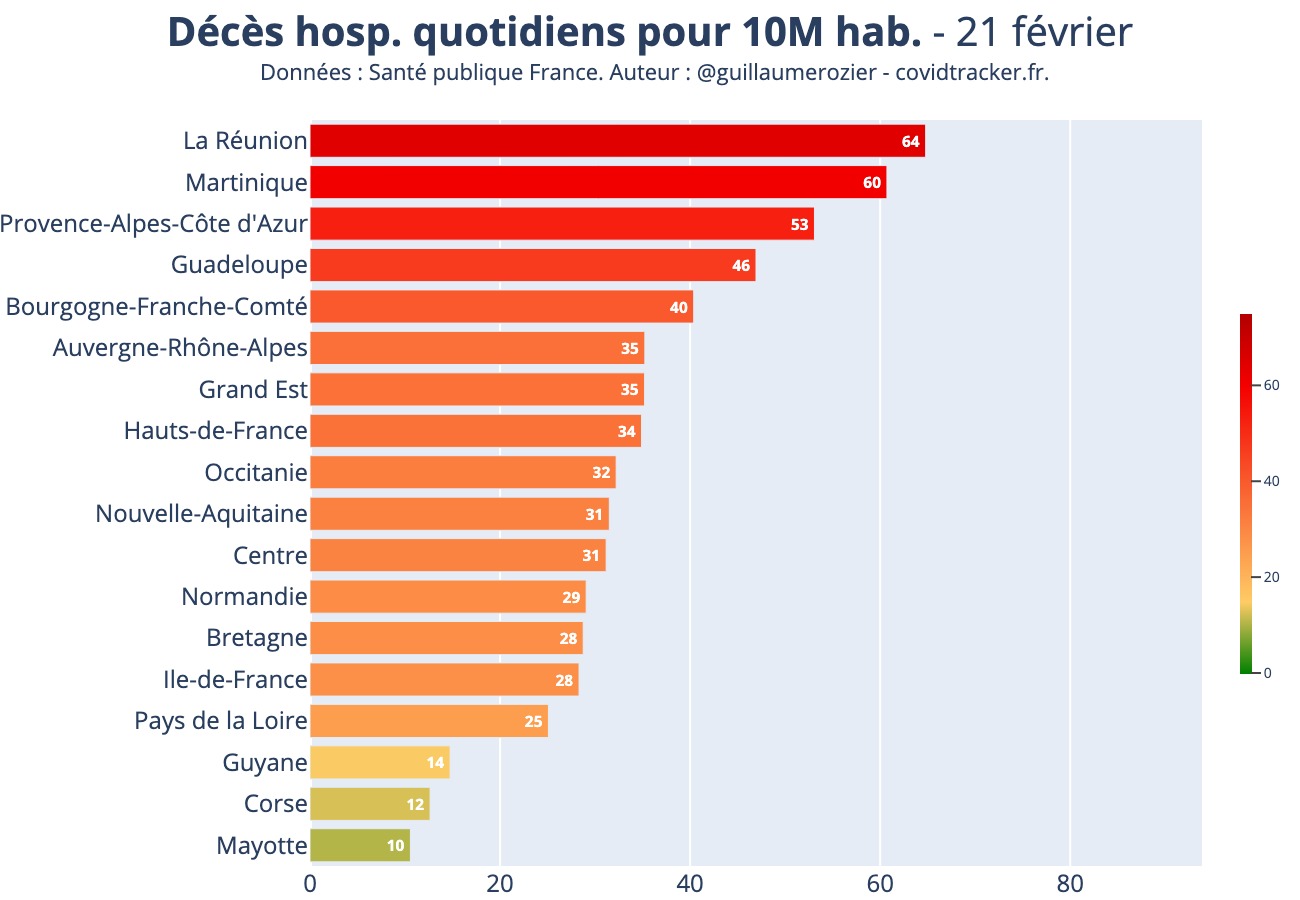 Décès hosp. quotidiens pour 10M hab. - 21 février
Données : Santé publique France. Auteur : @guillaumerozier - covidtracker.fr.
La Réunion 64
Martinique 60
Provence-Alpes-Côte d'Azur 53
Guadeloupe 46
Bourgogne-Franche-Comté 40
Auvergne-Rhône-Alpes 35
Grand Est 35
Hauts-de-France 34
Occitanie 32
Nouvelle-Aquitaine 31
Centre 31
Normandie 29
Bretagne 28
Ile-de-France 28
Pays de la Loire 25
Guyane 14
Corse 12
Mayotte 10
0 20 40 60 80
60
40
20
0